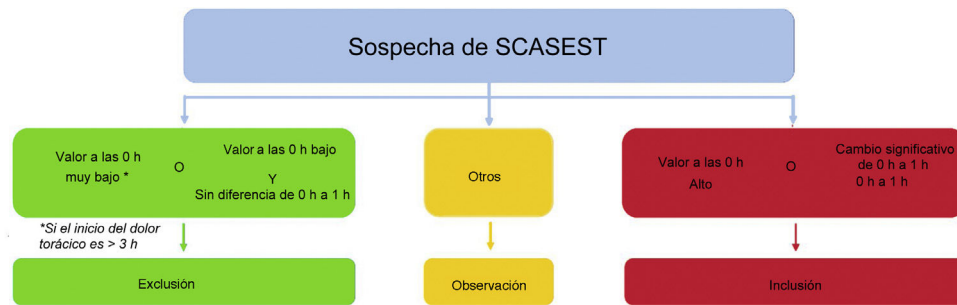 Sospecha de SCASEST
Valor a las 0 h
muy bajo *
O
Valor a las 0 h bajo
Y
Sin diferencia de 0 h a 1 h
Otros
Valor a las 0 h
Alto
O
Cambio significativo
de 0 h a 1 h
0 h a 1 h
*Si el inicio del dolor
torácico es > 3 h
Exclusión
Observación
Inclusión